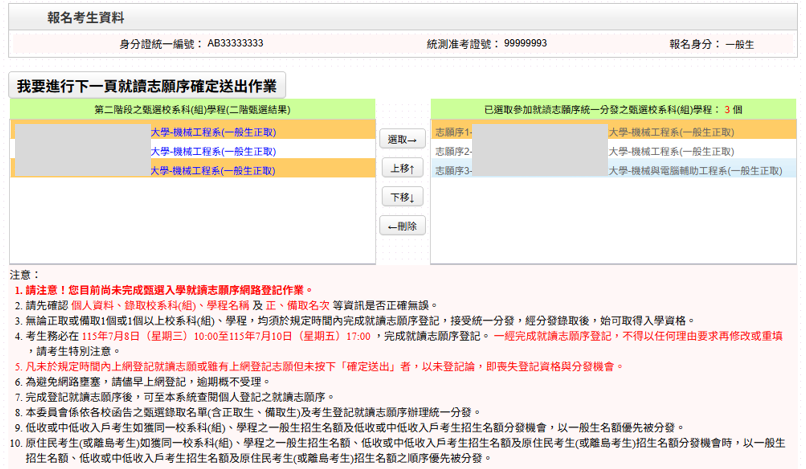 報名考生資料
身分證統一編號： AB33333333 統測准考證號： 99999993 報名身分： 一般生
我要進行下一頁就讀志願序確定送出作業
第二階段之甄選校系科(組)學程(二階甄選結果)
大學-機械工程系(一般生正取)
大學-機械工程系(一般生正取)
大學-機械工程系(一般生正取)
選取→
上移↑
下移↓
←刪除
已選取參加就讀志願序統一分發之甄選校系科(組)學程： 3 個
志願序1- 大學-機械工程系(一般生正取)
志願序2- 大學-機械工程系(一般生正取)
志願序3- 大學-機械與電腦輔助工程系(一般生正取)
注意：
1. 請注意！您目前尚未完成甄選入學就讀志願序網路登記作業。
2. 請先確認 個人資料、錄取校系科(組)、學程名稱 及 正、備取名次 等資訊是否正確無誤。
3. 無論正取或備取1個或1個以上校系科(組)、學程，均須於規定時間內完成就讀志願序登記，接受統一分發，經分發錄取後，始可取得入學資格。
4. 考生務必在 115年7月8日（星期三）10:00至115年7月10日（星期五）17:00 ，完成就讀志願序登記。 一經完成就讀志願序登記，不得以任何理由要求再修改或重填
，請考生特別注意。
5. 凡未於規定時間內上網登記就讀志願或雖有上網登記志願但未按下「確定送出」者，以未登記論，即喪失登記資格與分發機會。
6. 為避免網路壅塞，請儘早上網登記，逾期概不受理。
7. 完成登記就讀志願序後，可至本系統查閱個人登記之就讀志願序。
8. 本委員會係依各校函告之甄選錄取名單(含正取生、備取生)及考生登記就讀志願序辦理統一分發。
9. 低收或中低收入戶考生如獲同一校系科(組)、學程之一般生招生名額及低收或中低收入戶考生招生名額分發機會，以一般生名額優先被分發。
10. 原住民考生(或離島考生)如獲同一校系科(組)、學程之一般生招生名額、低收或中低收入戶考生招生名額及原住民考生(或離島考生)招生名額分發機會時，以一般生
招生名額、低收或中低收入戶考生招生名額及原住民考生(或離島考生)招生名額之順序優先被分發。